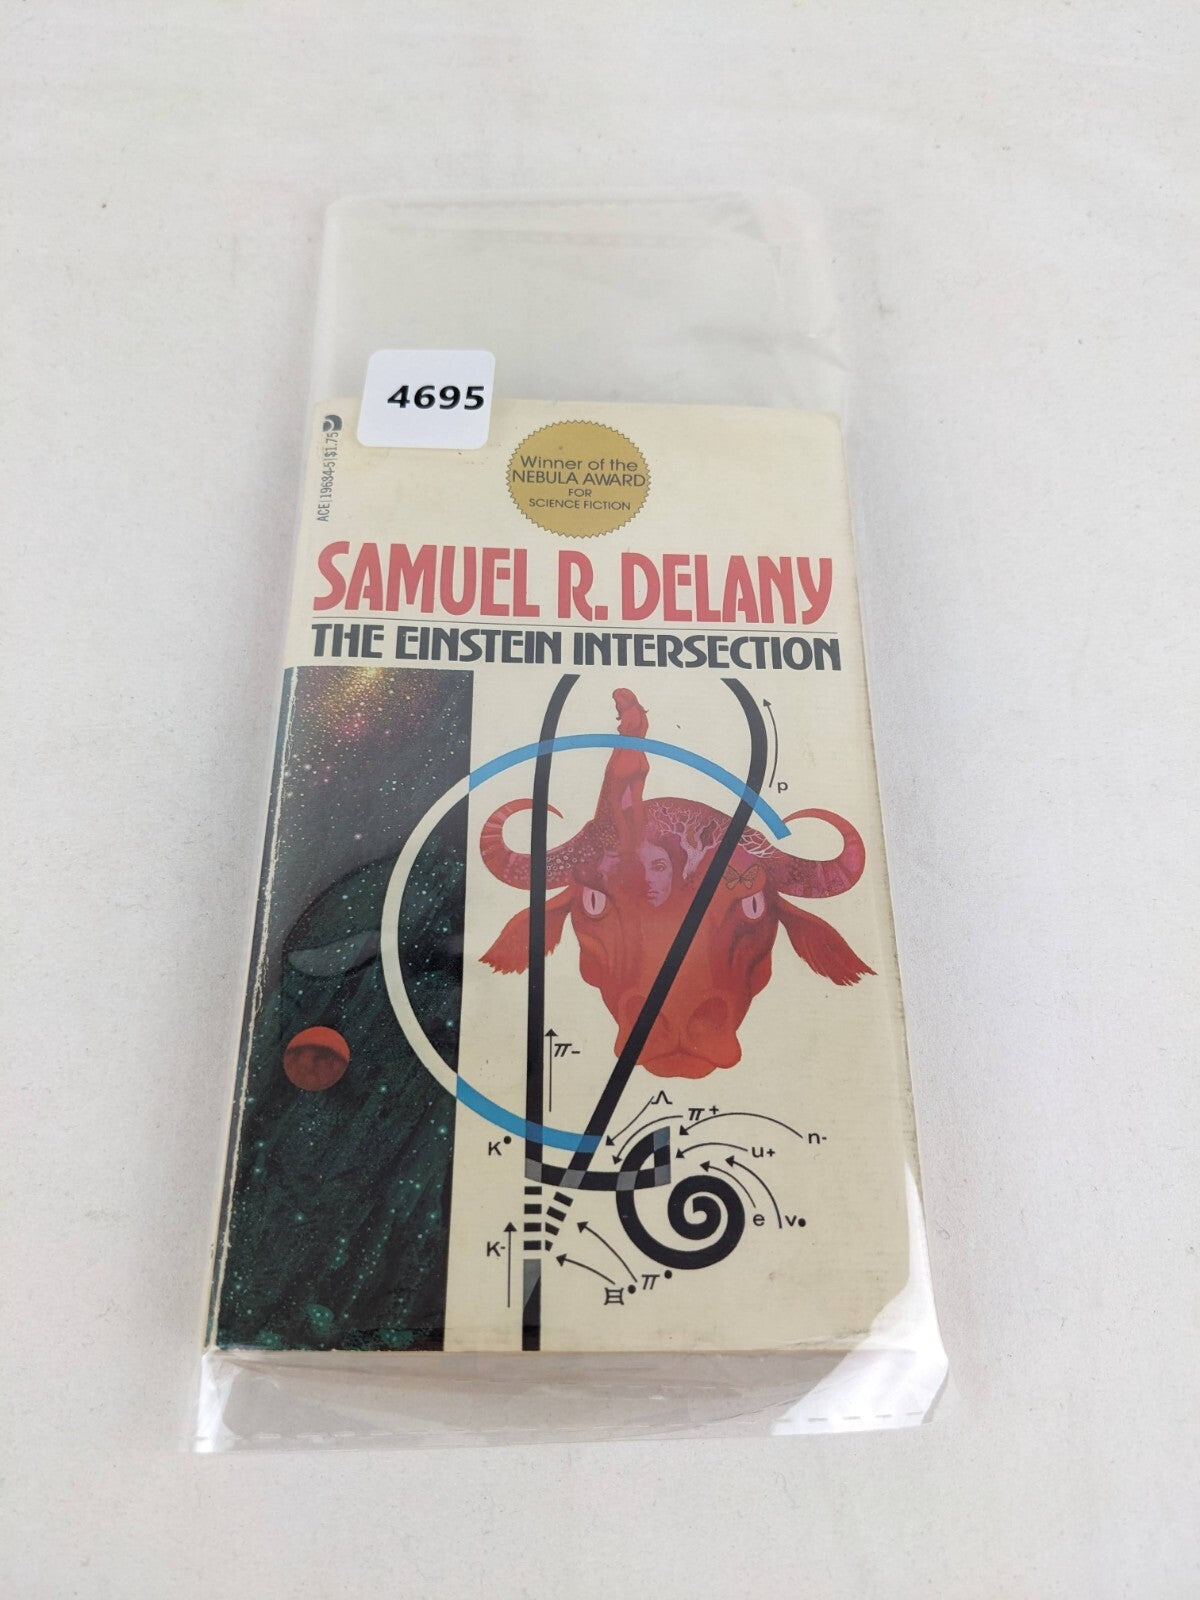 4695
ACE|19684-5|$1.75
Winner of the
NEBULA AWARD
FOR
SCIENCE FICTION
SAMUEL R. DELANY
THE EINSTEIN INTERSECTION
p
π-
Λ
π+
n-
K•
u+
e
v•
K-
π•